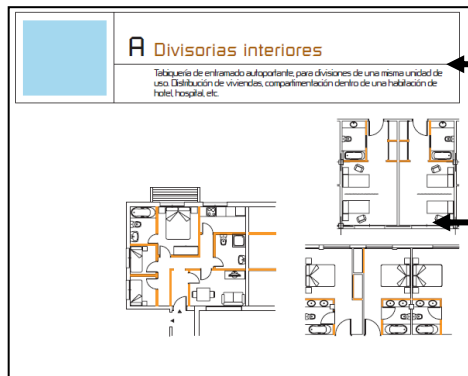 A Divisorias interiores
Tabiquería de entramado autoportante, para divisiones de una misma unidad de
uso. Distribución de viviendas, compartimentación dentro de una habilación de
hotel, hospital, etc.